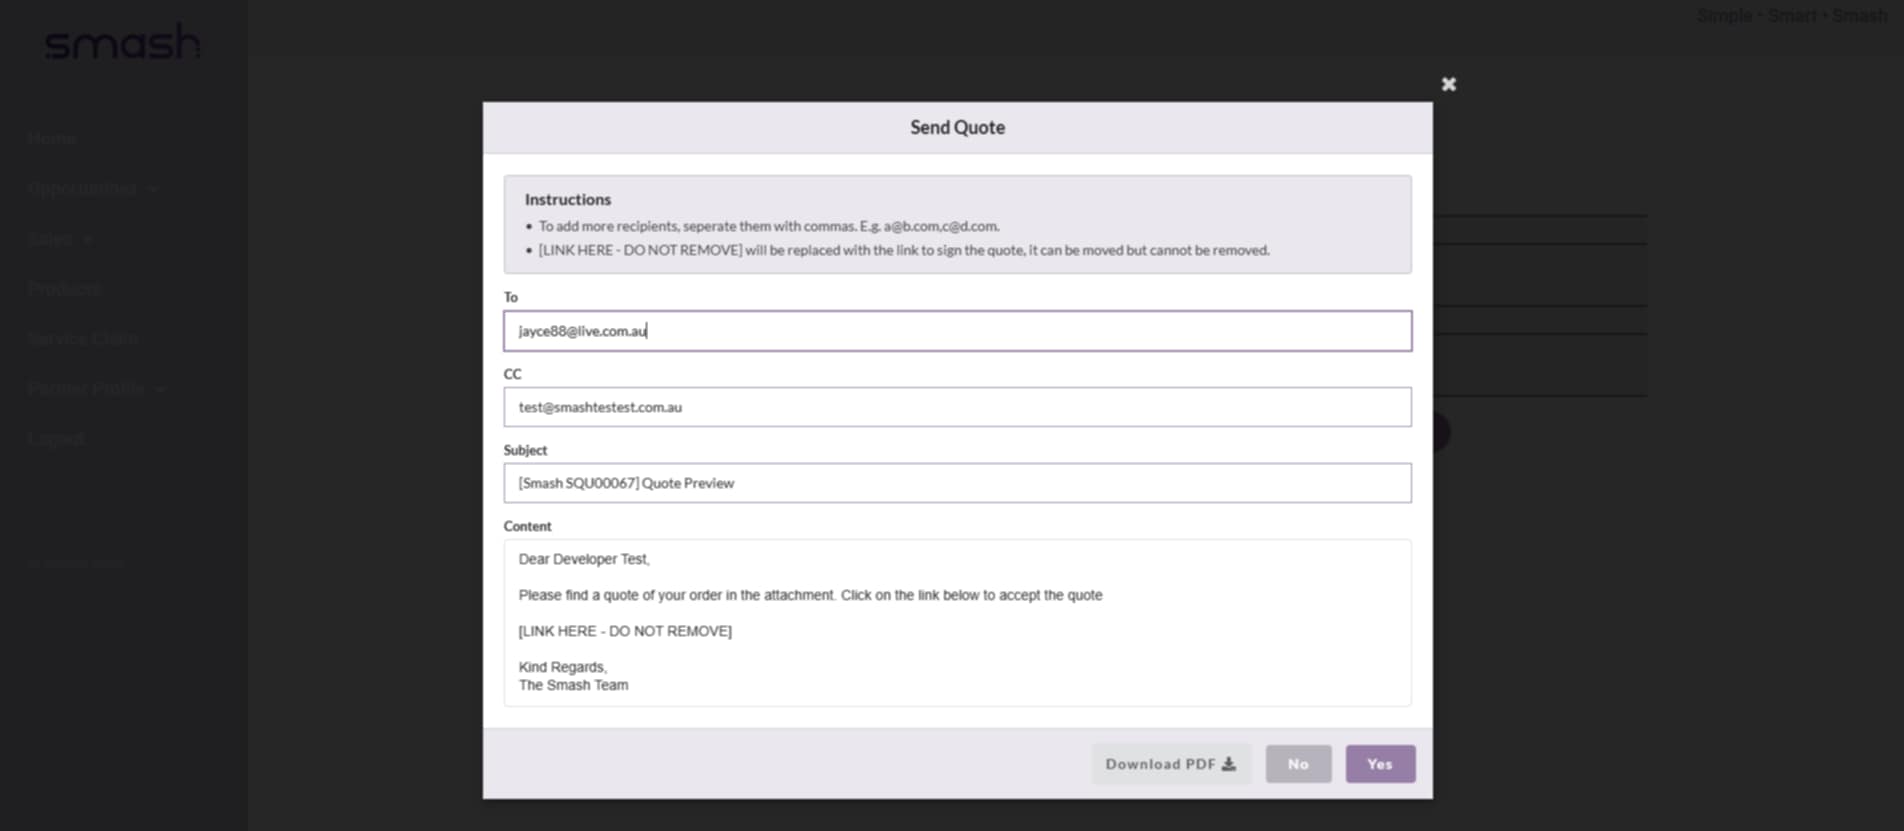 smash
Simple • Smart • Smash
Home
Opportunities
Sales
Products
Service Claim
Partner Profile
Logout
Send Quote
Instructions
• To add more recipients, seperate them with commas. E.g. a@b.com,c@d.com.
• [LINK HERE - DO NOT REMOVE] will be replaced with the link to sign the quote, it can be moved but cannot be removed.
To
jayce88@live.com.au
CC
test@smashtestest.com.au
Subject
[Smash SQU00067] Quote Preview
Content
Dear Developer Test,
Please find a quote of your order in the attachment. Click on the link below to accept the quote
[LINK HERE - DO NOT REMOVE]
Kind Regards,
The Smash Team
Download PDF
No
Yes